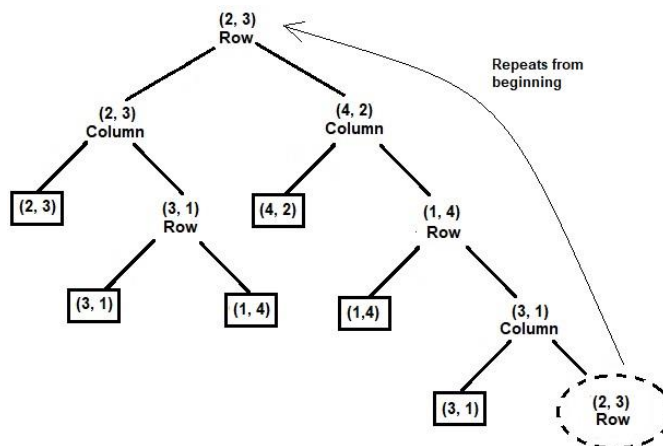 (2, 3)
Row
Repeats from
beginning
(2, 3)
Column
(4, 2)
Column
(2, 3)
(3, 1)
Row
(4, 2)
(1, 4)
Row
(3, 1)
(1, 4)
(1,4)
(3, 1)
Column
(3, 1)
(2, 3)
Row